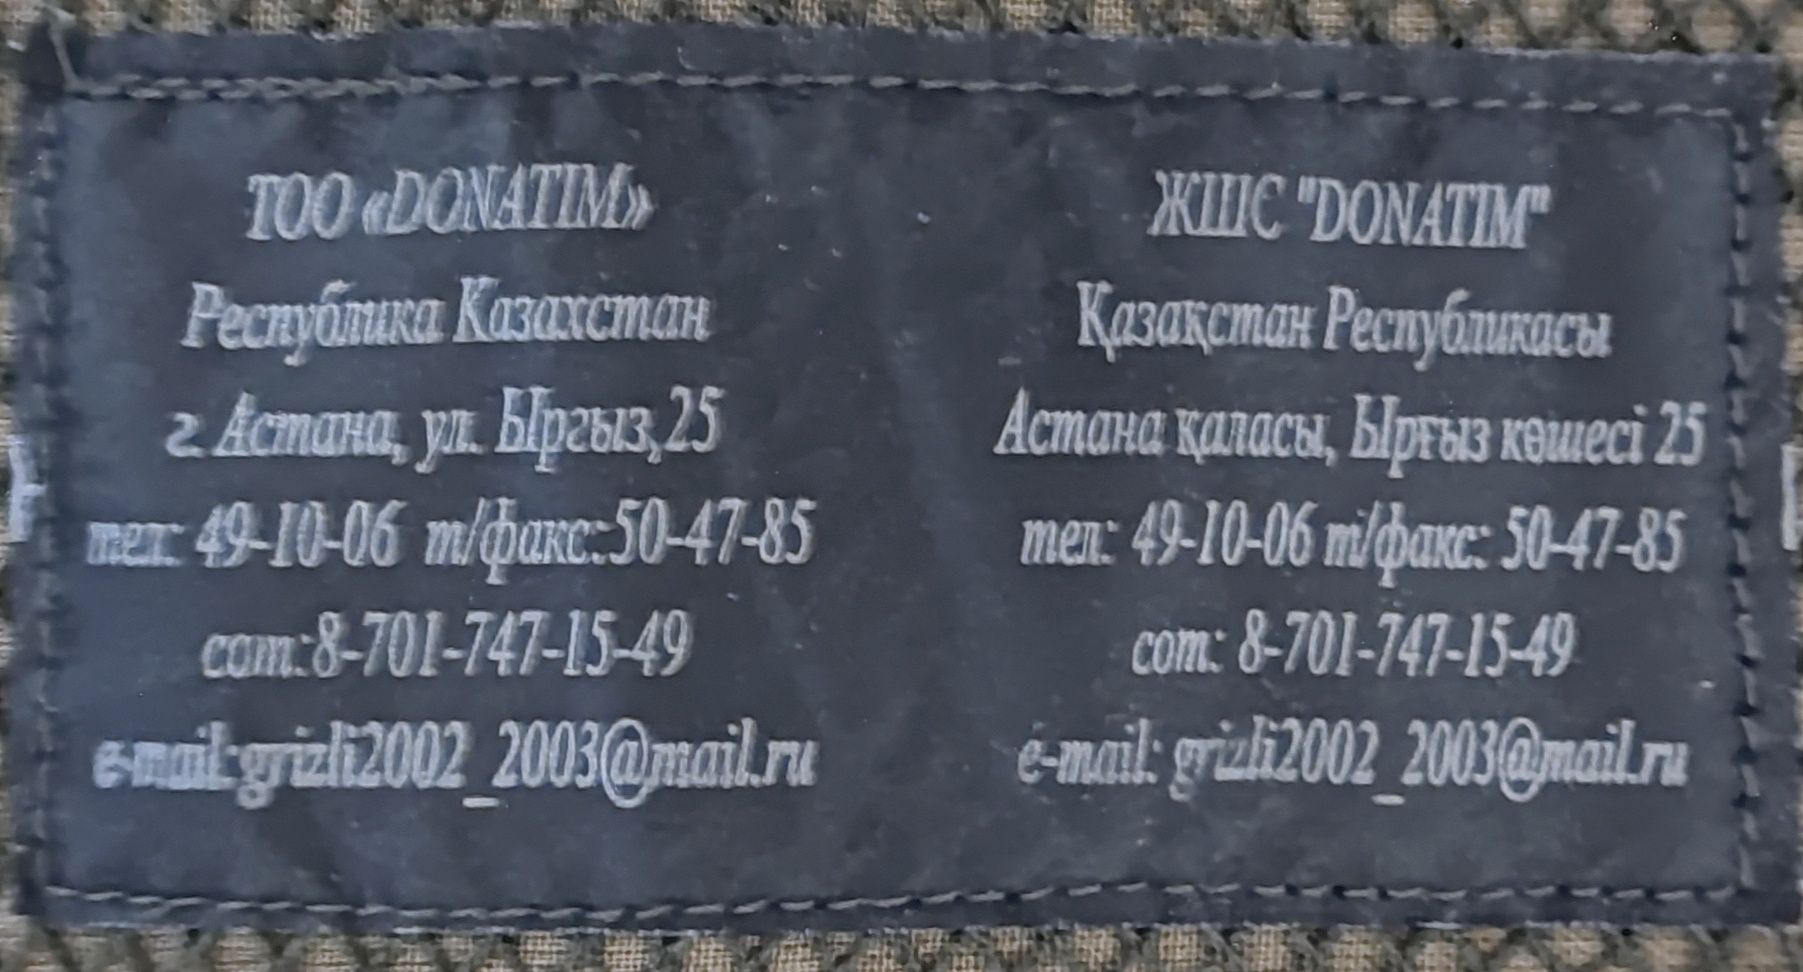 ТОО «DONATIM»
Республика Казахстан
г. Астана, ул. Ыргыз,25
тел: 49-10-06 т/факс:50-47-85
сот:8-701-747-15-49
e-mail:grizli2002_2003@mail.ru
ЖШС "DONATIM"
Қазақстан Республикасы
Астана қаласы, Ырғыз көшесі 25
тел: 49-10-06 т/факс: 50-47-85
сот: 8-701-747-15-49
e-mail: grizli2002_2003@mail.ru